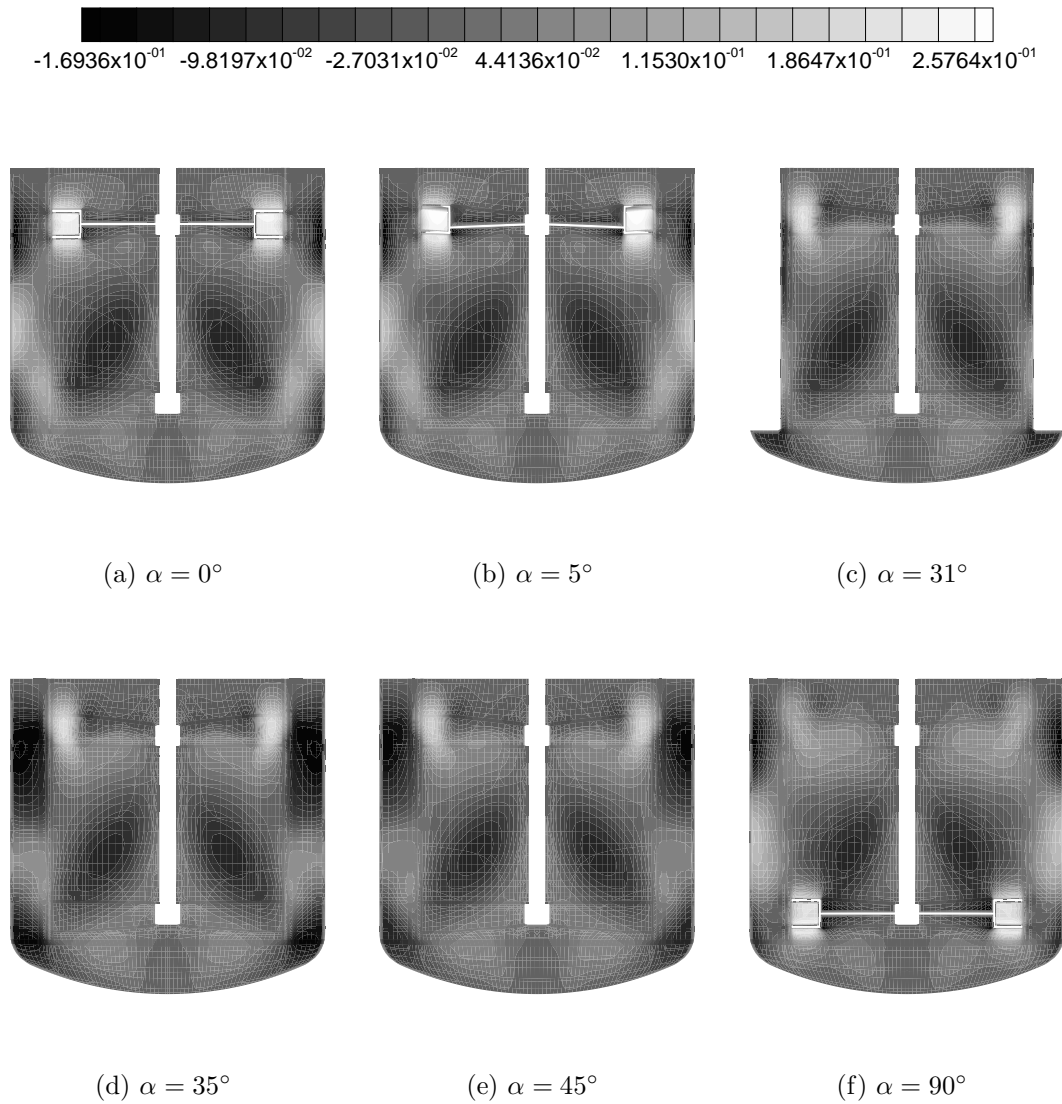 -1.6936x10⁻⁰¹ -9.8197x10⁻⁰² -2.7031x10⁻⁰² 4.4136x10⁻⁰² 1.1530x10⁻⁰¹ 1.8647x10⁻⁰¹ 2.5764x10⁻⁰¹
(a) α = 0° (b) α = 5° (c) α = 31°
(d) α = 35° (e) α = 45° (f) α = 90°